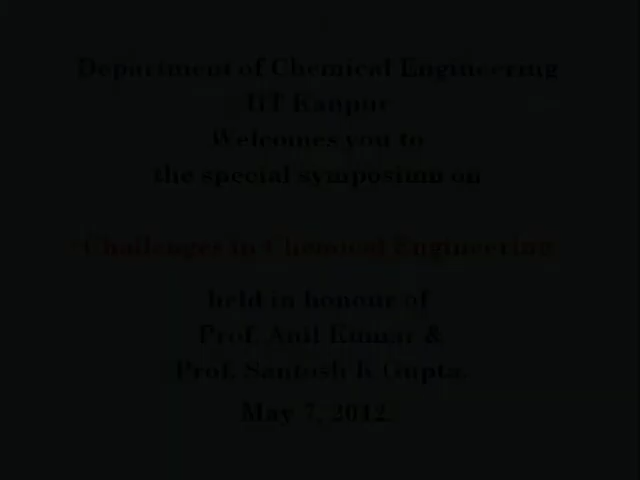 Department of Chemical Engineering
IIT Kanpur
Welcomes you to
the special symposium on
"Challenges in Chemical Engineering"
held in honour of
Prof. Anil Kumar &
Prof. Santosh K Gupta.
May 7, 2012